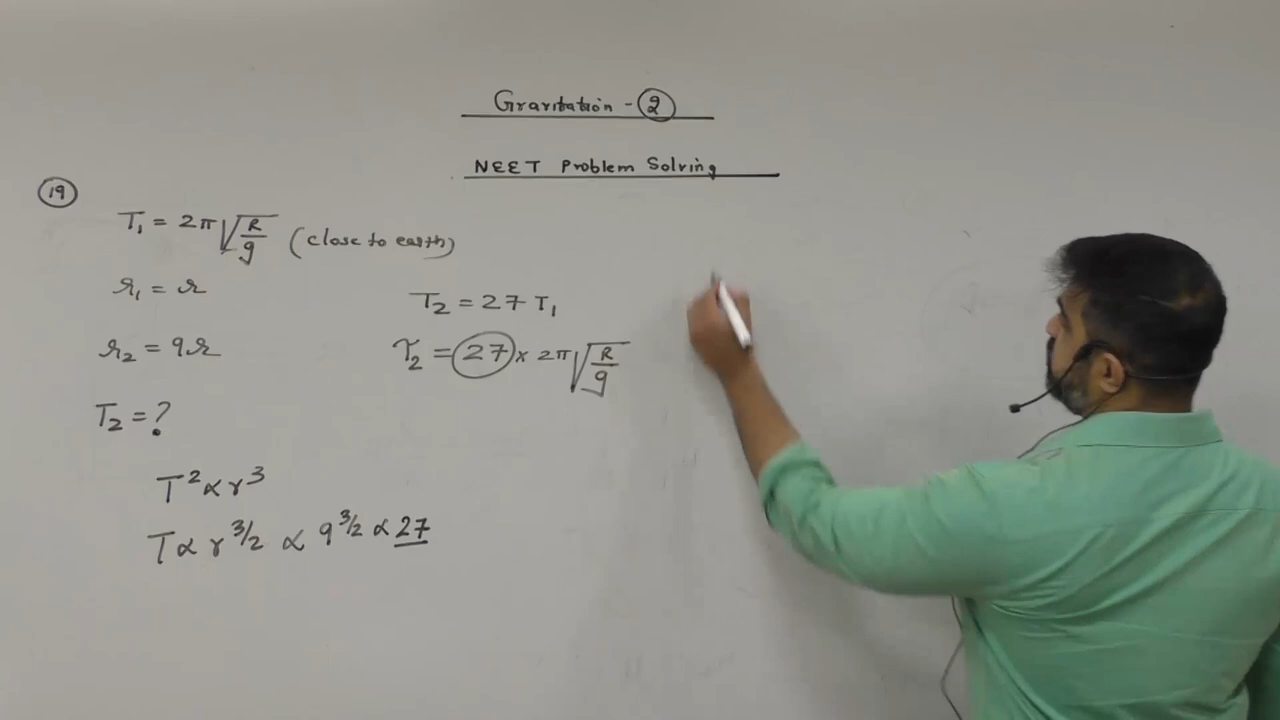 Gravitation - 2
NEET Problem Solving
19
T₁ = 2π√(R/g) (close to earth)
r₁ = r
r₂ = 9r
T₂ = ?
T² ∝ r³
T ∝ r^3/2 ∝ 9^3/2 ∝ 27
T₂ = 27 T₁
T₂ = 27 × 2π√(R/g)